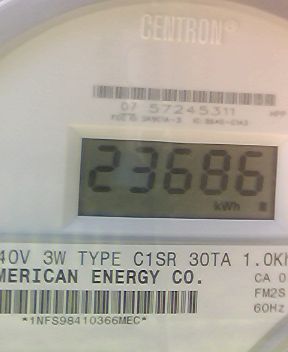 CENTRON®
07 57245311
23686
kWh
40V 3W TYPE C1SR 30TA 1.0Kh
MERICAN ENERGY CO.
CA 0
FM2S
60Hz
*1NFS98410366MEC*